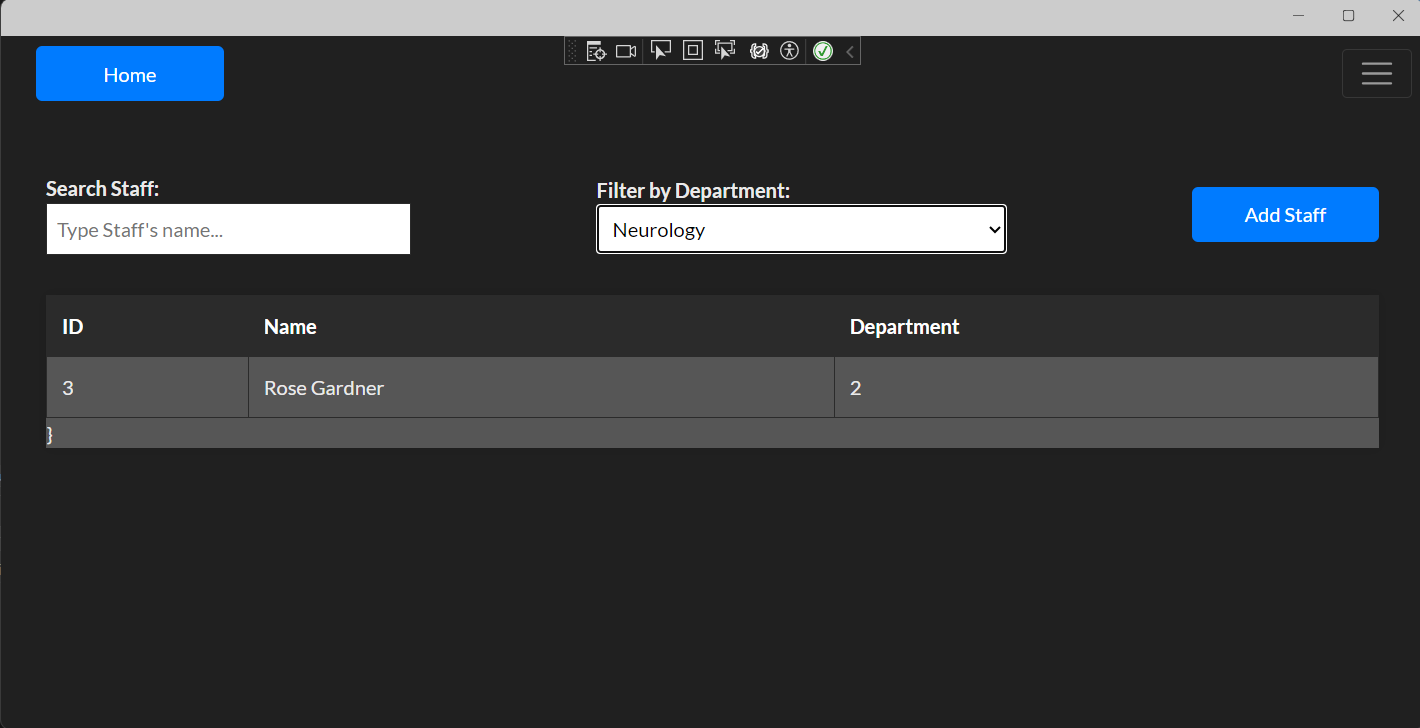 Home
Search Staff:
Filter by Department:
Type Staff's name...
Neurology
Add Staff
ID Name Department
3 Rose Gardner 2
}